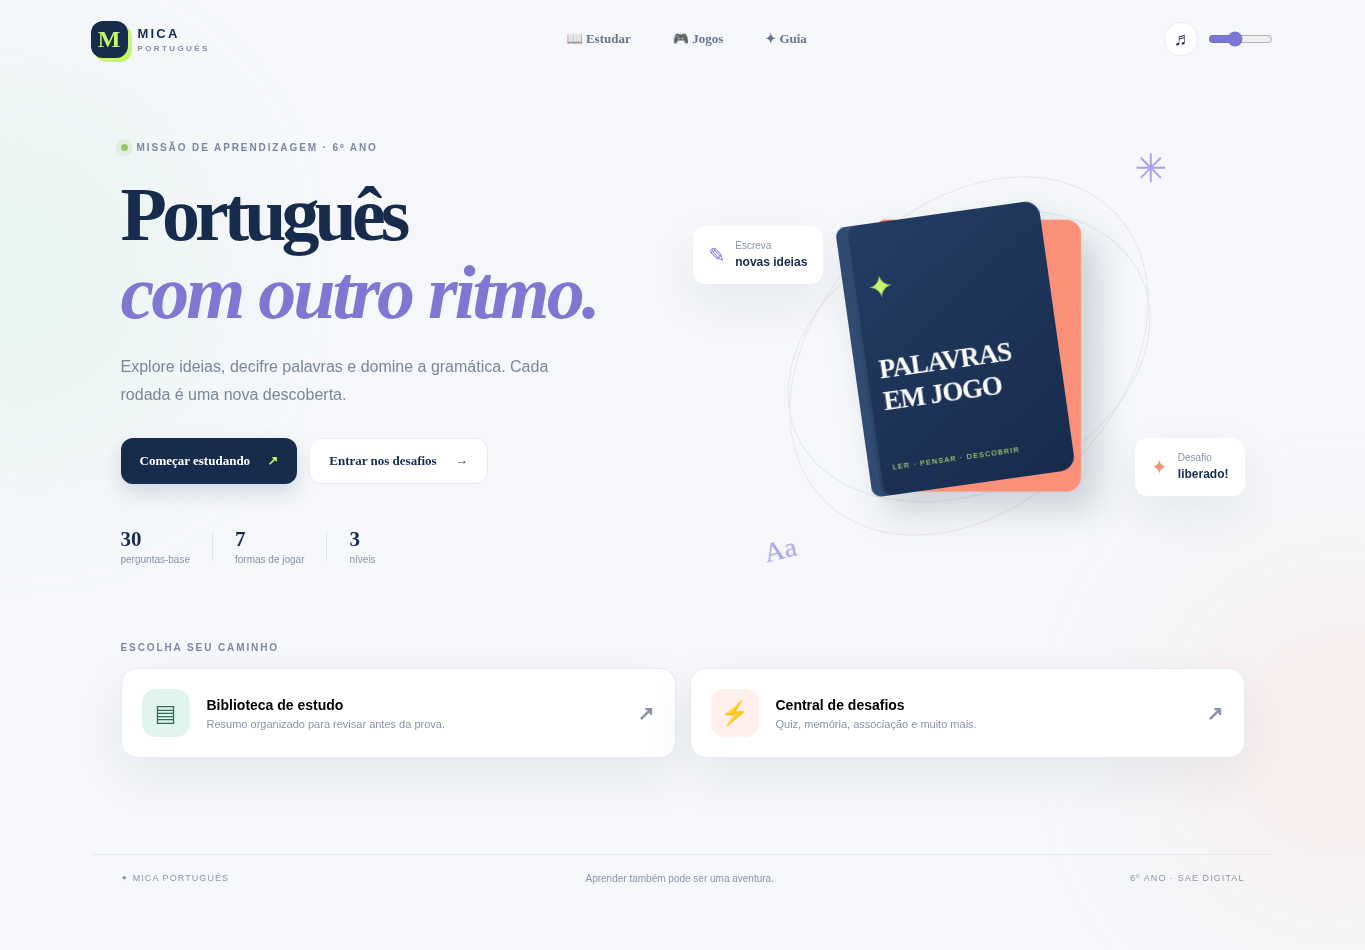 M
MICA
PORTUGUÊS
📖 Estudar
🎮 Jogos
✦ Guia
♬
MISSÃO DE APRENDIZAGEM · 6º ANO
Português
com outro ritmo.
Explore ideias, decifre palavras e domine a gramática. Cada
rodada é uma nova descoberta.
Começar estudando ↗
Entrar nos desafios →
30
perguntas-base
7
formas de jogar
3
níveis
✎ Escreva
novas ideias
✦
PALAVRAS
EM JOGO
LER · PENSAR · DESCOBRIR
✦ Desafio
liberado!
Aa
ESCOLHA SEU CAMINHO
Biblioteca de estudo
Resumo organizado para revisar antes da prova.
↗
Central de desafios
Quiz, memória, associação e muito mais.
↗
✦ MICA PORTUGUÊS
Aprender também pode ser uma aventura.
6º ANO · SAE DIGITAL